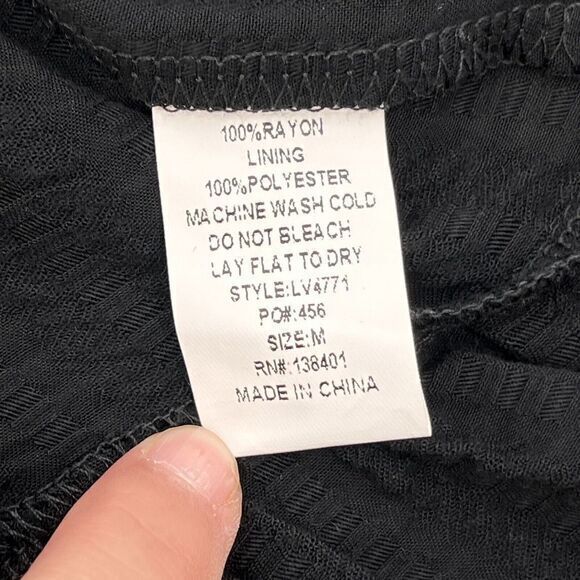 100%RAYON
LINING
100%POLYESTER
MACHINE WASH COLD
DO NOT BLEACH
LAY FLAT TO DRY
STYLE:LV4771
PO#:456
SIZE:M
RN#:138401
MADE IN CHINA